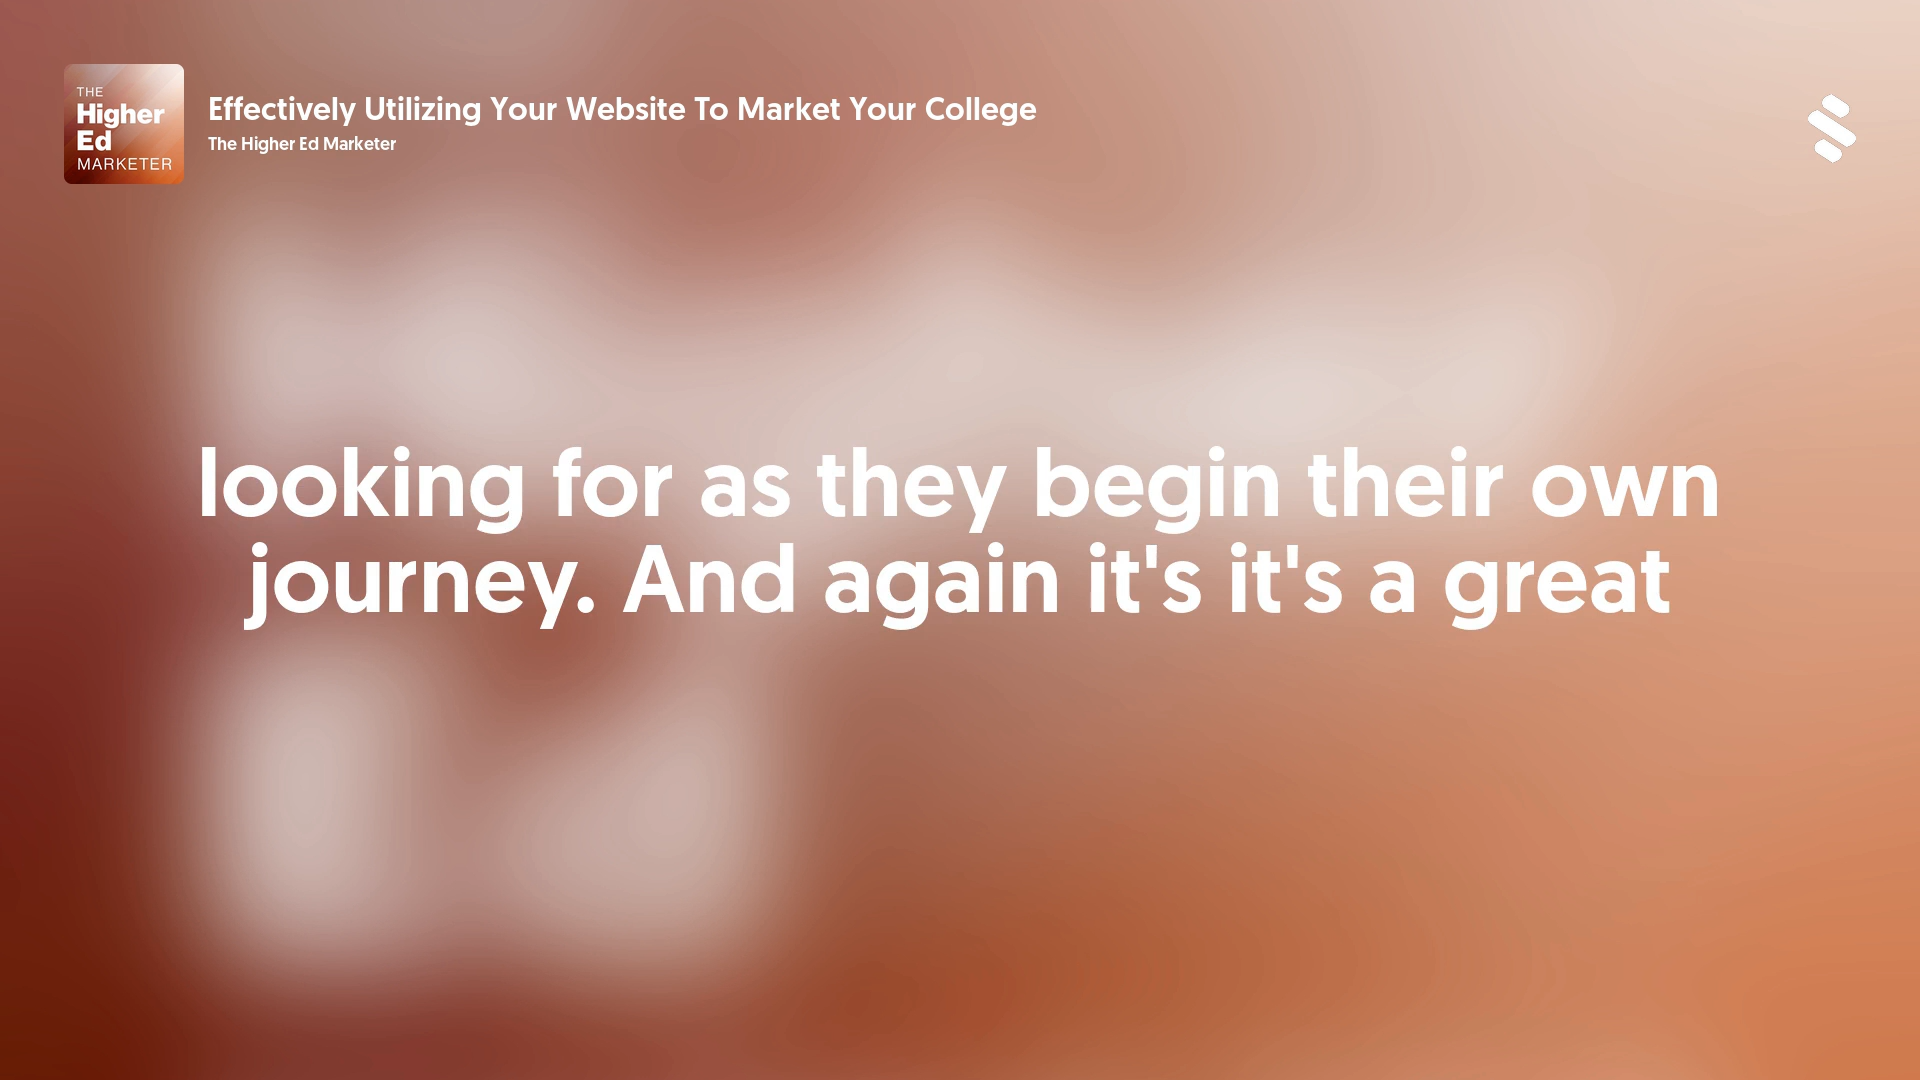 THE
Higher
Ed
MARKETER
Effectively Utilizing Your Website To Market Your College
The Higher Ed Marketer
looking for as they begin their own
journey. And again it's it's a great